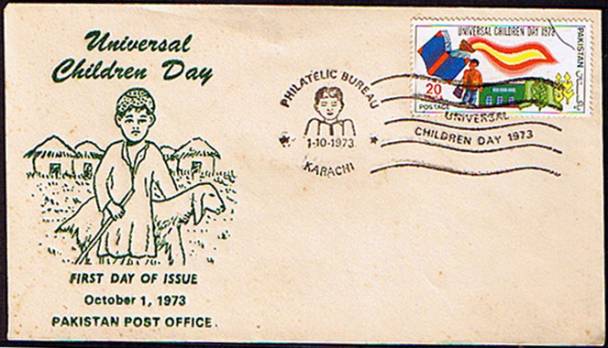 Universal
Children Day
FIRST DAY OF ISSUE
October 1, 1973
PAKISTAN POST OFFICE.
PHILATELIC BUREAU
1-10-1973
KARACHI
UNIVERSAL CHILDREN DAY 1973
PAKISTAN
20
POSTAGE
UNIVERSAL
CHILDREN DAY 1973